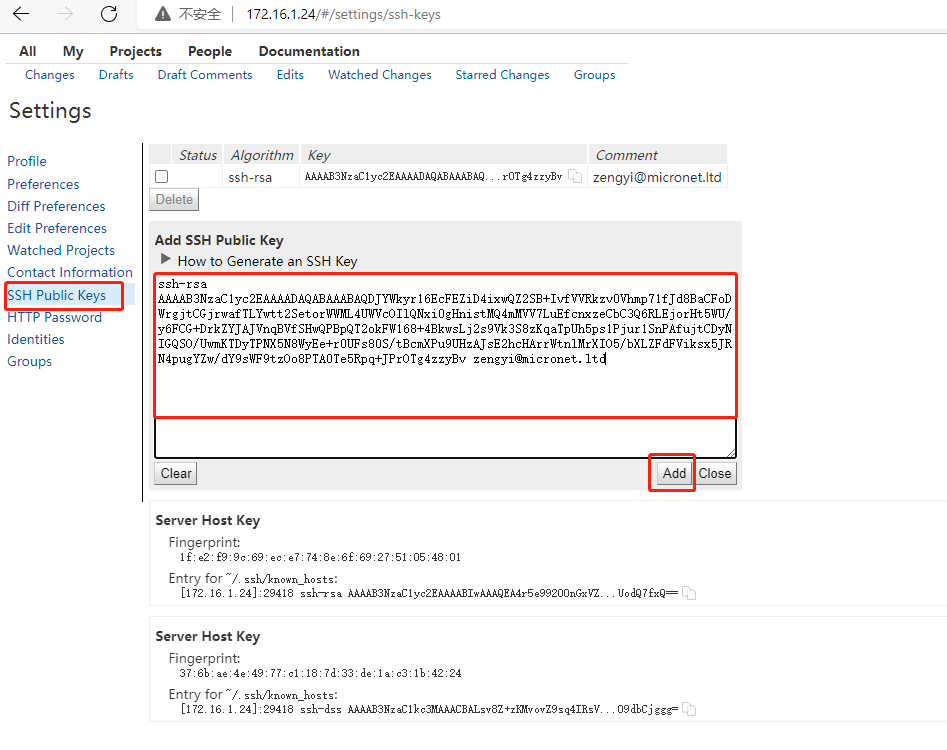 不安全 172.16.1.24/#/settings/ssh-keys
All My Projects People Documentation
Changes Drafts Draft Comments Edits Watched Changes Starred Changes Groups
Settings
Profile
Preferences
Diff Preferences
Edit Preferences
Watched Projects
Contact Information
SSH Public Keys
HTTP Password
Identities
Groups
Status Algorithm Key Comment
ssh-rsa AAAAB3NzaC1yc2EAAAADAQABAAABAQ...rOTg4zzyBv zengyi@micronet.ltd
Delete
Add SSH Public Key
How to Generate an SSH Key
ssh-rsa
AAAAB3NzaC1yc2EAAAADAQABAAABAQDJYWkyr16EcFEZiD4ixwQZ2SB+IvfVVRkzv0Vhmp71fJd8BaCFoD
WrgjtCGjrwafTLYwtt2SetorWWML4UWVcOI1QNxi0gHnistMQ4mMVV7LuEfcnxzeCbC3Q6RLEjorHt5WU/
y6FCG+DrkZYJAJVnqBVfSHwQPBpQT2okFW168+4BkwsLj2s9Vk3S8zKqaTpUh5ps1Pjur1SnPAfujtCDyN
IGQSO/UwmKTDyTPNX5N8WyEe+r0UFs80S/tBcmXPu9UHzAJsE2hcHArrWtnlMrXIO5/bXLZFdFViksx5JR
N4pugYZw/dY9sWF9tzOo8PTAOTe5Rpq+JPrOTg4zzyBv zengyi@micronet.ltd
Clear Add Close
Server Host Key
Fingerprint:
1f:e2:f9:9c:69:ec:e7:74:8e:6f:69:27:51:05:48:01
Entry for ~/.ssh/known_hosts:
[172.16.1.24]:29418 ssh-rsa AAAAB3NzaC1yc2EAAAABIwAAAQEA4r5e99200nGxVZ...UodQ7fxQ==
Server Host Key
Fingerprint:
37:6b:ae:4e:49:77:c1:18:7d:33:de:1a:c3:1b:42:24
Entry for ~/.ssh/known_hosts:
[172.16.1.24]:29418 ssh-dss AAAAB3NzaC1kc3MAAACBALsv8Z+zKMvovZ9sq4IRsV...O9dbCjggg=